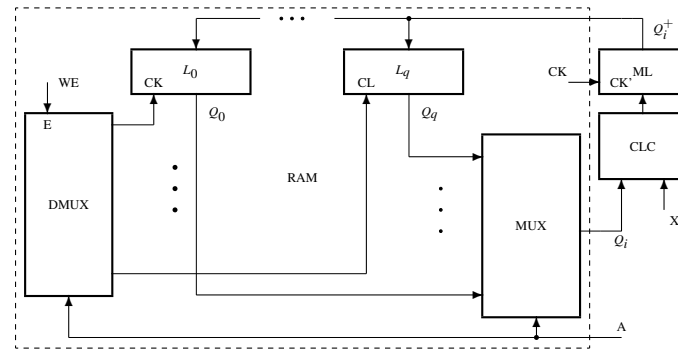 Q_i^+
L_0
L_q
WE
CK
CL
CK
CK' ML
Q_0
Q_q
E
CLC
RAM
DMUX
MUX
X
Q_i
A